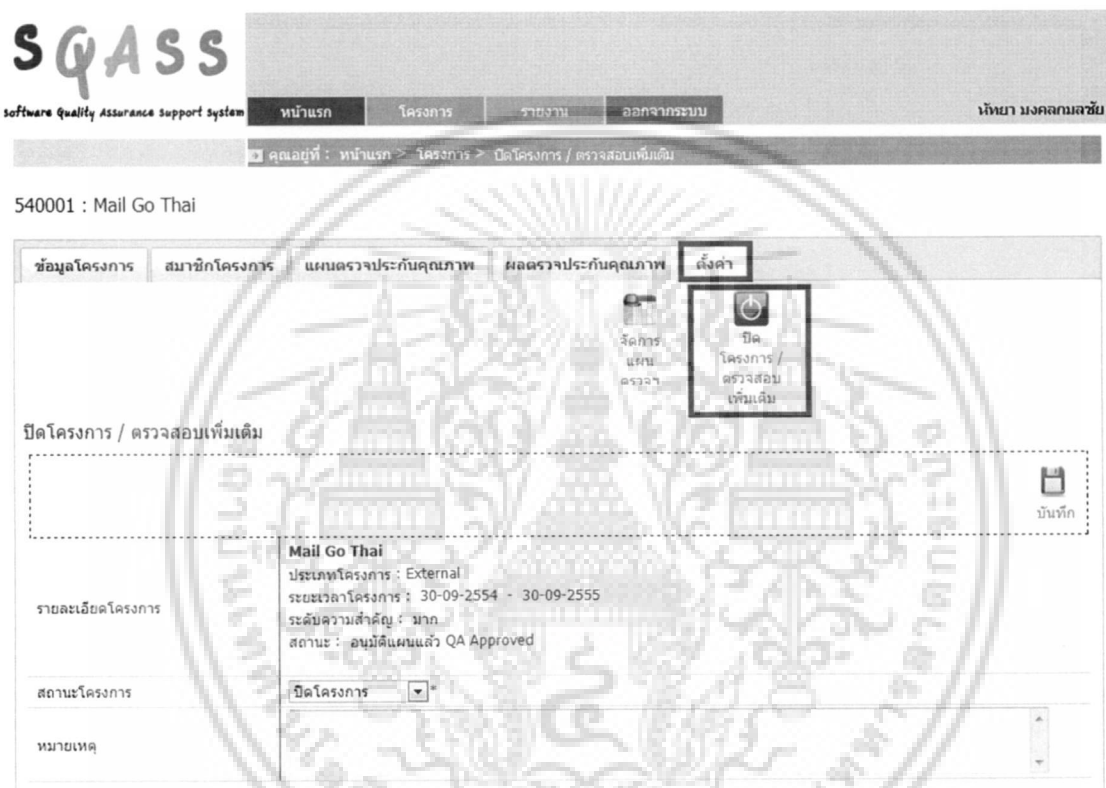 SQASS
Software Quality Assurance Support System
หน้าแรก โครงการ รายงาน ออกจากระบบ
นัทยา มงคลกมลชัย
คุณอยู่ที่ : หน้าแรก > โครงการ > ปิดโครงการ / ตรวจสอบเพิ่มเติม
540001 : Mail Go Thai
ข้อมูลโครงการ สมาชิกโครงการ แผนตรวจประกันคุณภาพ ผลตรวจประกันคุณภาพ ตั้งค่า
จัดการ
แผน
ตรวจฯ
ปิด
โครงการ /
ตรวจสอบ
เพิ่มเติม
ปิดโครงการ / ตรวจสอบเพิ่มเติม
บันทึก
รายละเอียดโครงการ
Mail Go Thai
ประเภทโครงการ : External
ระยะเวลาโครงการ : 30-09-2554 - 30-09-2555
ระดับความสำคัญ : มาก
สถานะ : อนุมัติแผนแล้ว QA Approved
สถานะโครงการ ปิดโครงการ *
หมายเหตุ